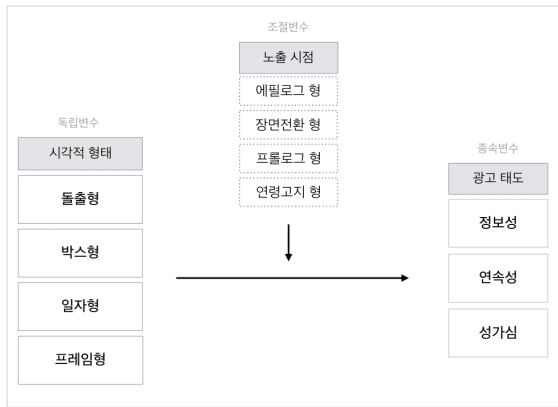 조절변수
노출 시점
에필로그 형
장면전환 형
프롤로그 형
연령고지 형
독립변수
시각적 형태
돌출형
박스형
일자형
프레임형
종속변수
광고 태도
정보성
연속성
성가심